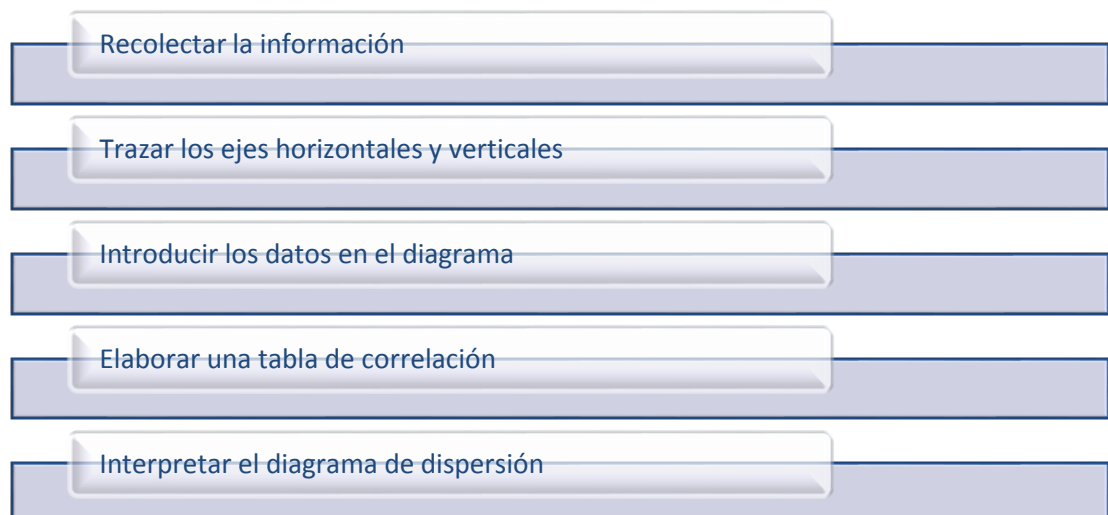 Recolectar la información
Trazar los ejes horizontales y verticales
Introducir los datos en el diagrama
Elaborar una tabla de correlación
Interpretar el diagrama de dispersión